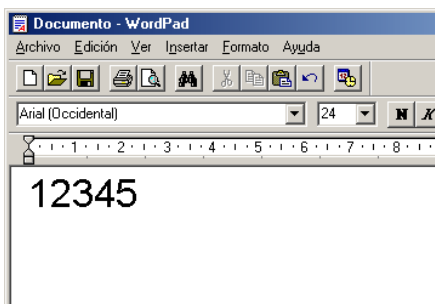 Documento - WordPad
Archivo Edición Ver Insertar Formato Ayuda
Arial (Occidental) 24 N K
1 2 3 4 5 6 7 8
12345